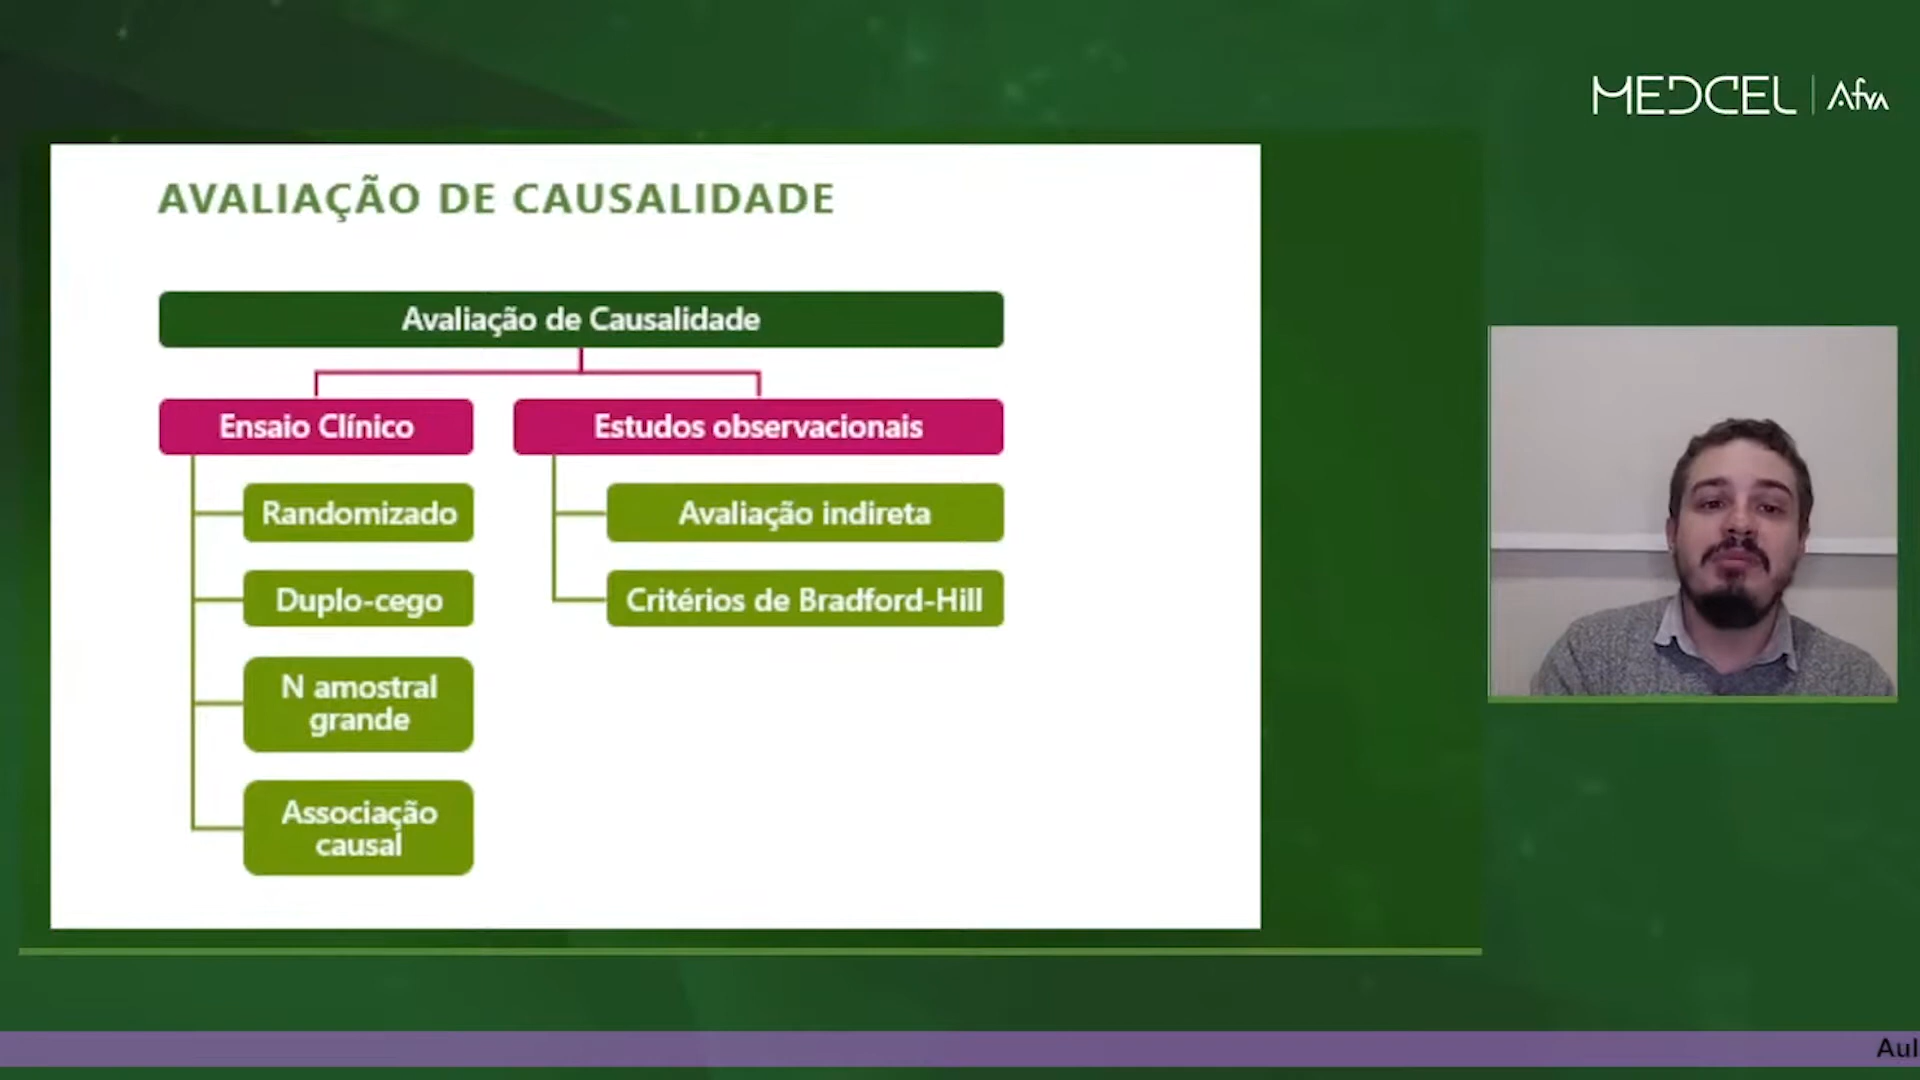 MEDCEL | Afya
AVALIAÇÃO DE CAUSALIDADE
Avaliação de Causalidade
Ensaio Clínico
Estudos observacionais
Randomizado
Avaliação indireta
Duplo-cego
Critérios de Bradford-Hill
N amostral
grande
Associação
causal
Aul